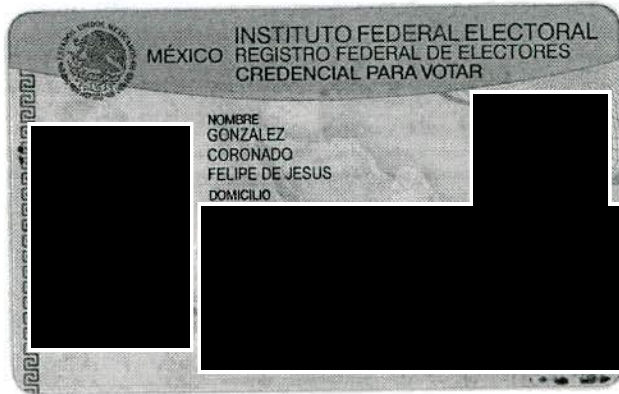 INSTITUTO FEDERAL ELECTORAL
MÉXICO REGISTRO FEDERAL DE ELECTORES
CREDENCIAL PARA VOTAR
NOMBRE
GONZALEZ
CORONADO
FELIPE DE JESUS
DOMICILIO